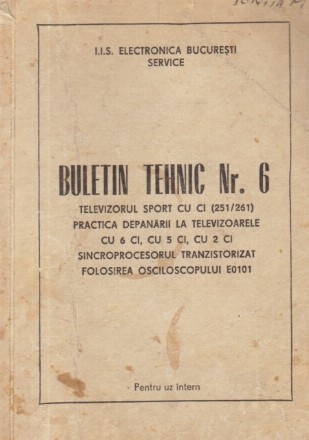 I.I.S. ELECTRONICA BUCUREȘTI
SERVICE
BULETIN TEHNIC Nr. 6
TELEVIZORUL SPORT CU CI (251/261)
PRACTICA DEPANĂRII LA TELEVIZOARELE
CU 6 CI, CU 5 CI, CU 2 CI
SINCROPROCESORUL TRANZISTORIZAT
FOLOSIREA OSCILOSCOPULUI E0101
Pentru uz intern